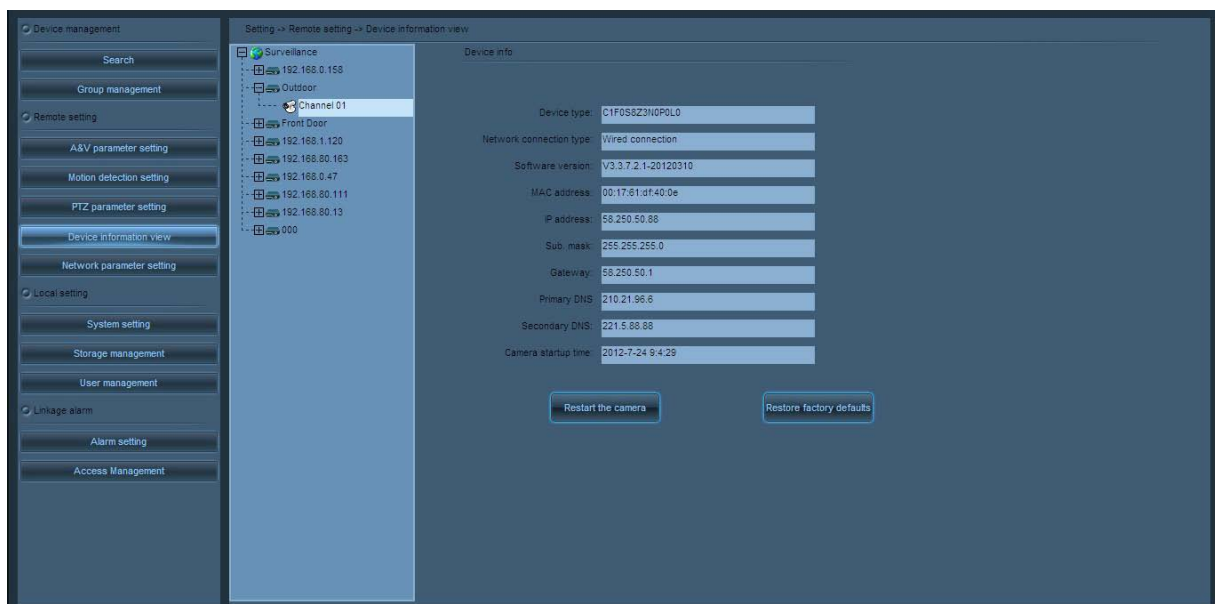 Device management
Search
Group management
Remote setting
A&V parameter setting
Motion detection setting
PTZ parameter setting
Device information view
Network parameter setting
Local setting
System setting
Storage management
User management
Linkage alarm
Alarm setting
Access Management
Setting -> Remote setting -> Device information view
Surveillance
192.168.0.158
Outdoor
Channel 01
Front Door
192.168.1.120
192.168.80.163
192.168.0.47
192.168.80.111
192.168.80.13
000
Device info
Device type: C1F0S8Z3N0P0L0
Network connection type: Wired connection
Software version: V3.3.7.2.1-20120310
MAC address: 00:17:61:df:40:0e
IP address: 58.250.50.88
Sub. mask: 255.255.255.0
Gateway: 58.250.50.1
Primary DNS 210.21.96.6
Secondary DNS: 221.5.88.88
Camera startup time: 2012-7-24 9:4:29
Restart the camera
Restore factory defaults